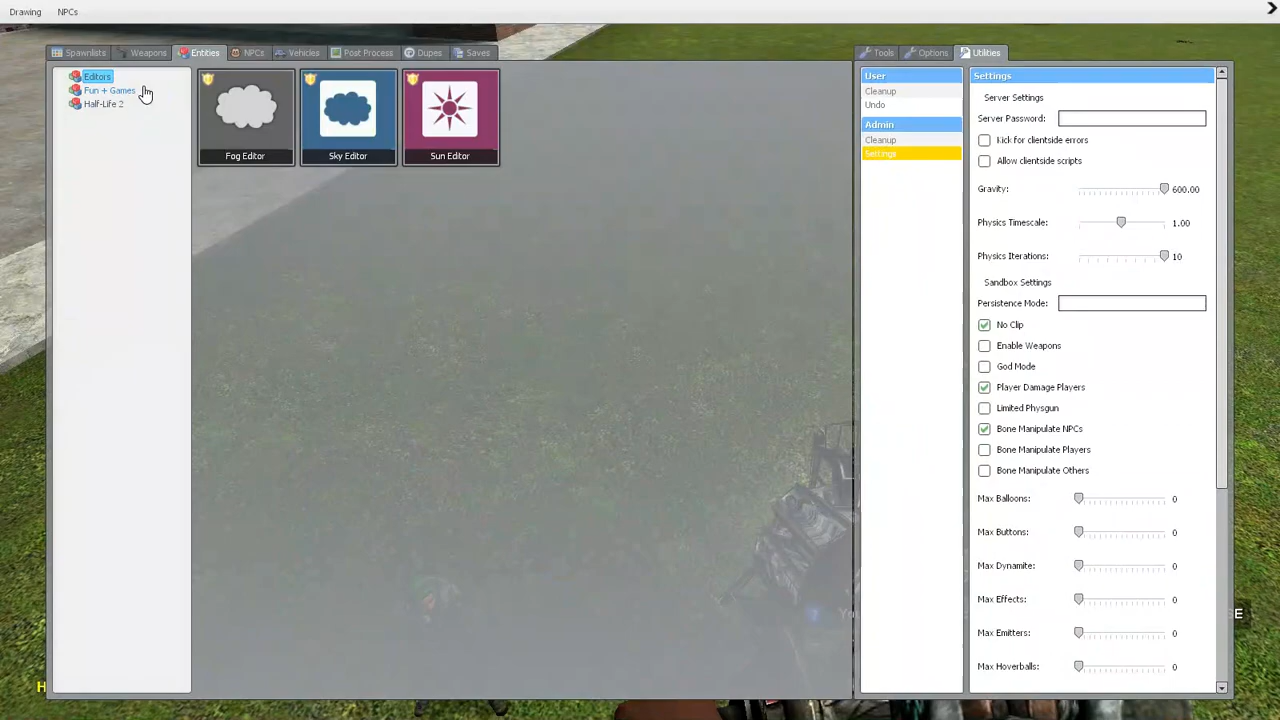 Drawing NPCs
Spawnlists Weapons Entities NPCs Vehicles Post Process Dupes Saves
Editors
Fun + Games
Half-Life 2
Fog Editor Sky Editor Sun Editor
Tools Options Utilities
User
Cleanup
Undo
Admin
Cleanup
Settings
Settings
Server Settings
Server Password:
Kick for clientside errors
Allow clientside scripts
Gravity: 600.00
Physics Timescale: 1.00
Physics Iterations: 10
Sandbox Settings
Persistence Mode:
No Clip
Enable Weapons
God Mode
Player Damage Players
Limited Physgun
Bone Manipulate NPCs
Bone Manipulate Players
Bone Manipulate Others
Max Balloons: 0
Max Buttons: 0
Max Dynamite: 0
Max Effects: 0
Max Emitters: 0
Max Hoverballs: 0